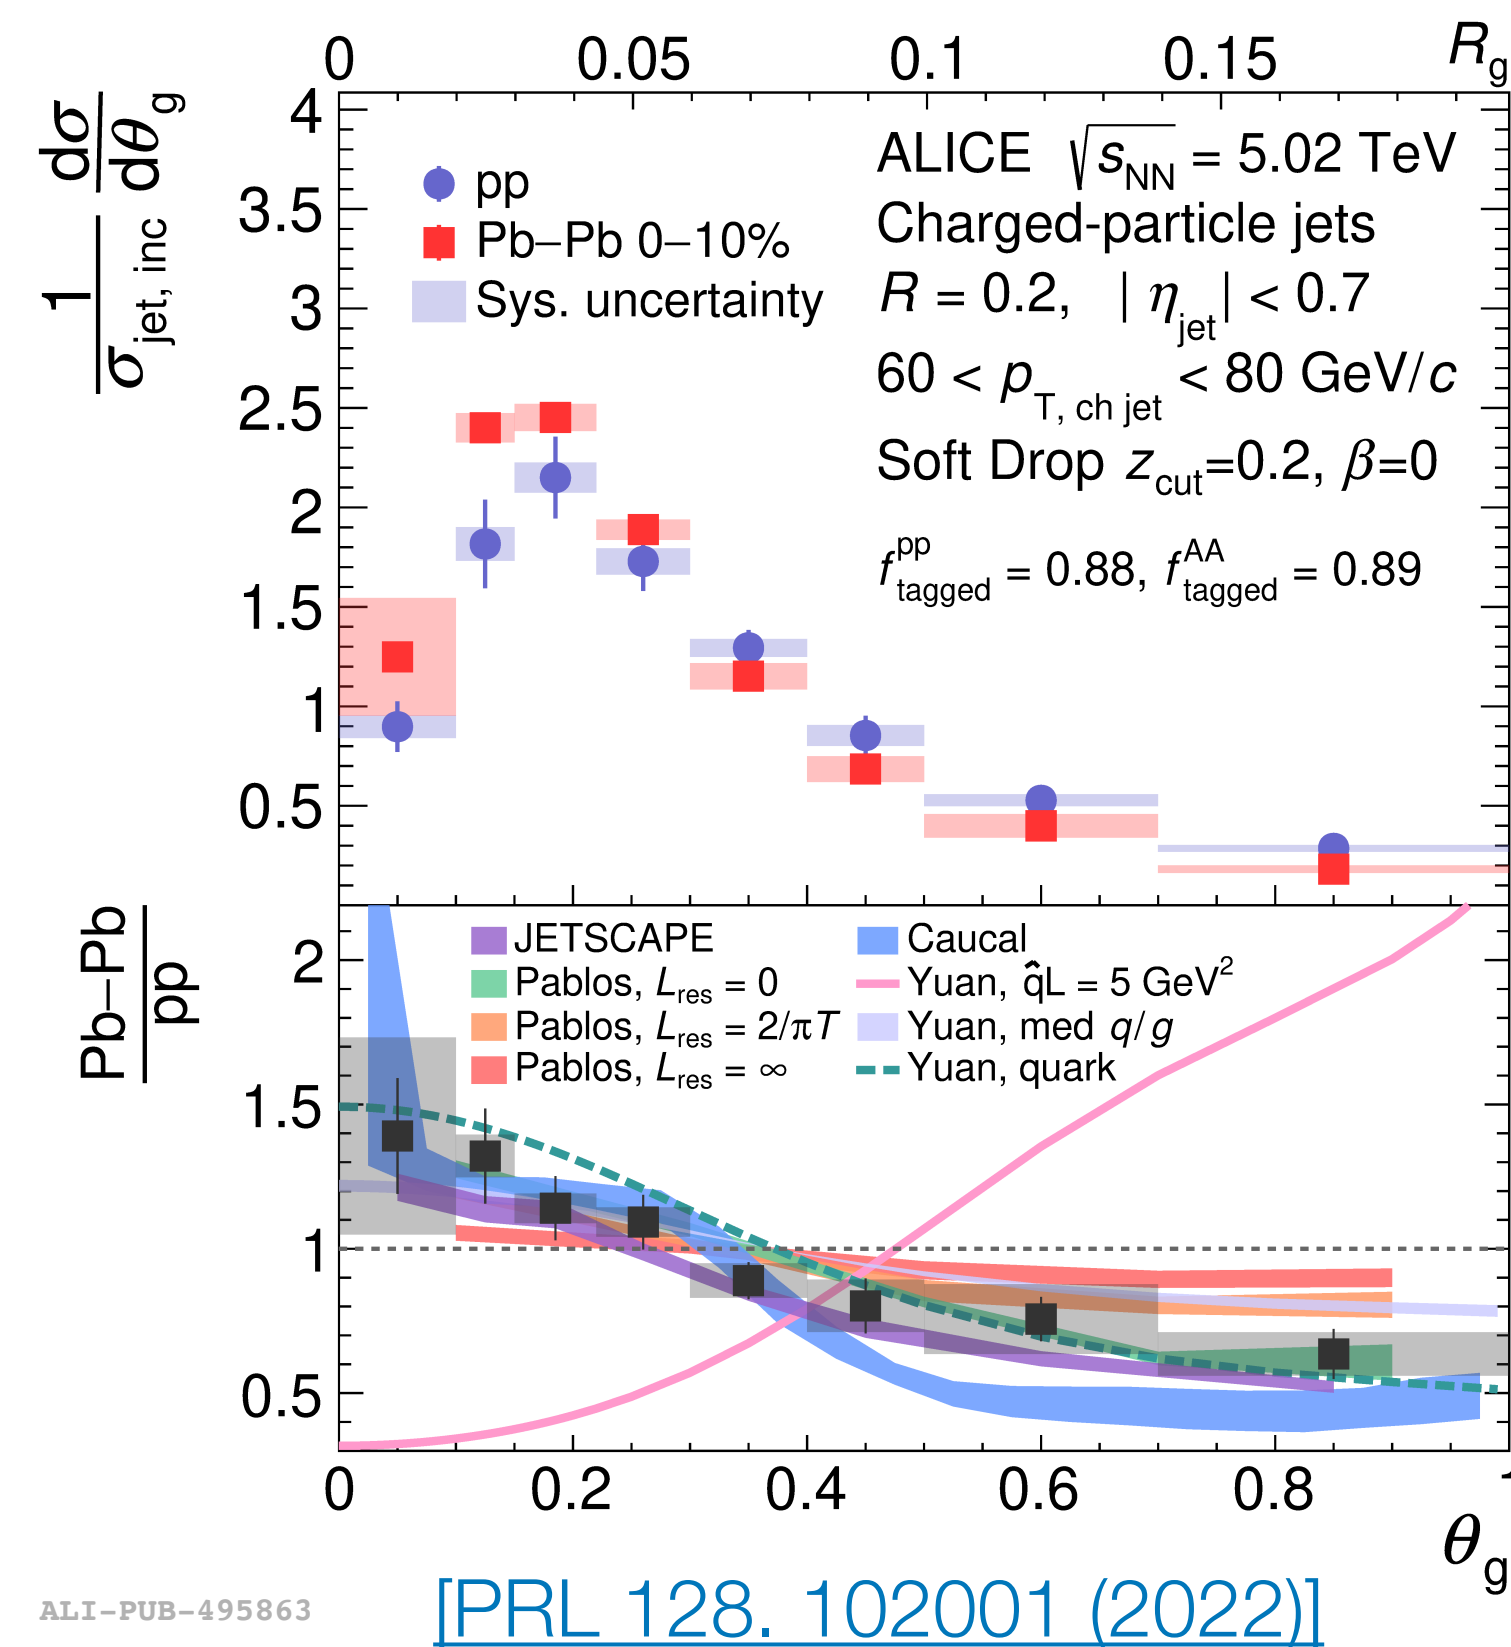 0 0.05 0.1 0.15 R_g
1/σ_jet, inc dσ/dθ_g
4
3.5
3
2.5
2
1.5
1
0.5
pp
Pb–Pb 0–10%
Sys. uncertainty
ALICE √s_NN = 5.02 TeV
Charged-particle jets
R = 0.2, | η_jet | < 0.7
60 < p_T, ch jet < 80 GeV/c
Soft Drop z_cut=0.2, β=0
f^pp_tagged = 0.88, f^AA_tagged = 0.89
Pb–Pb/pp
2
1.5
1
0.5
JETSCAPE
Pablos, L_res = 0
Pablos, L_res = 2/πT
Pablos, L_res = ∞
Caucal
Yuan, q̂L = 5 GeV²
Yuan, med q/g
Yuan, quark
0 0.2 0.4 0.6 0.8 1
θ_g
ALI-PUB-495863
[PRL 128. 102001 (2022)]